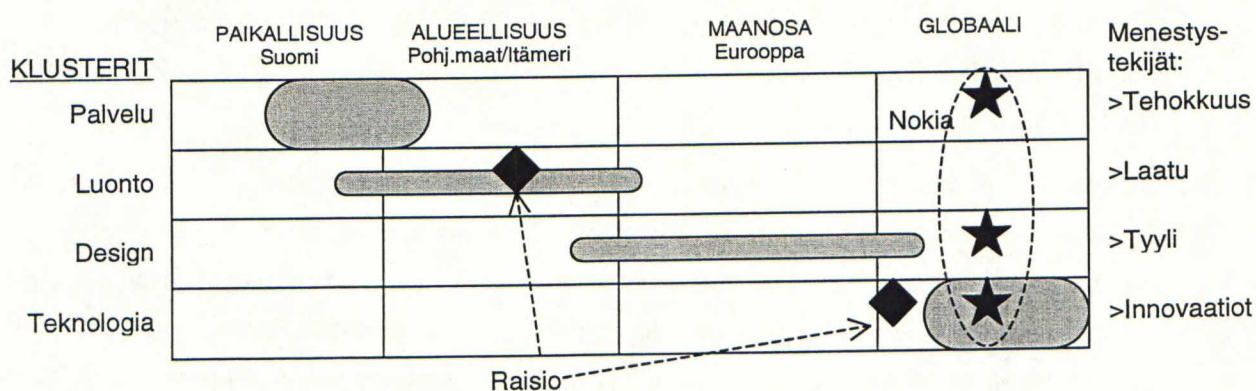 PAIKALLISUUS ALUEELLISUUS MAANOSA GLOBAALI Menestys-
Suomi Pohj.maat/Itämeri Eurooppa tekijät:
KLUSTERIT
Palvelu >Tehokkuus
Nokia
Luonto >Laatu
Design >Tyyli
Teknologia >Innovaatiot
Raisio